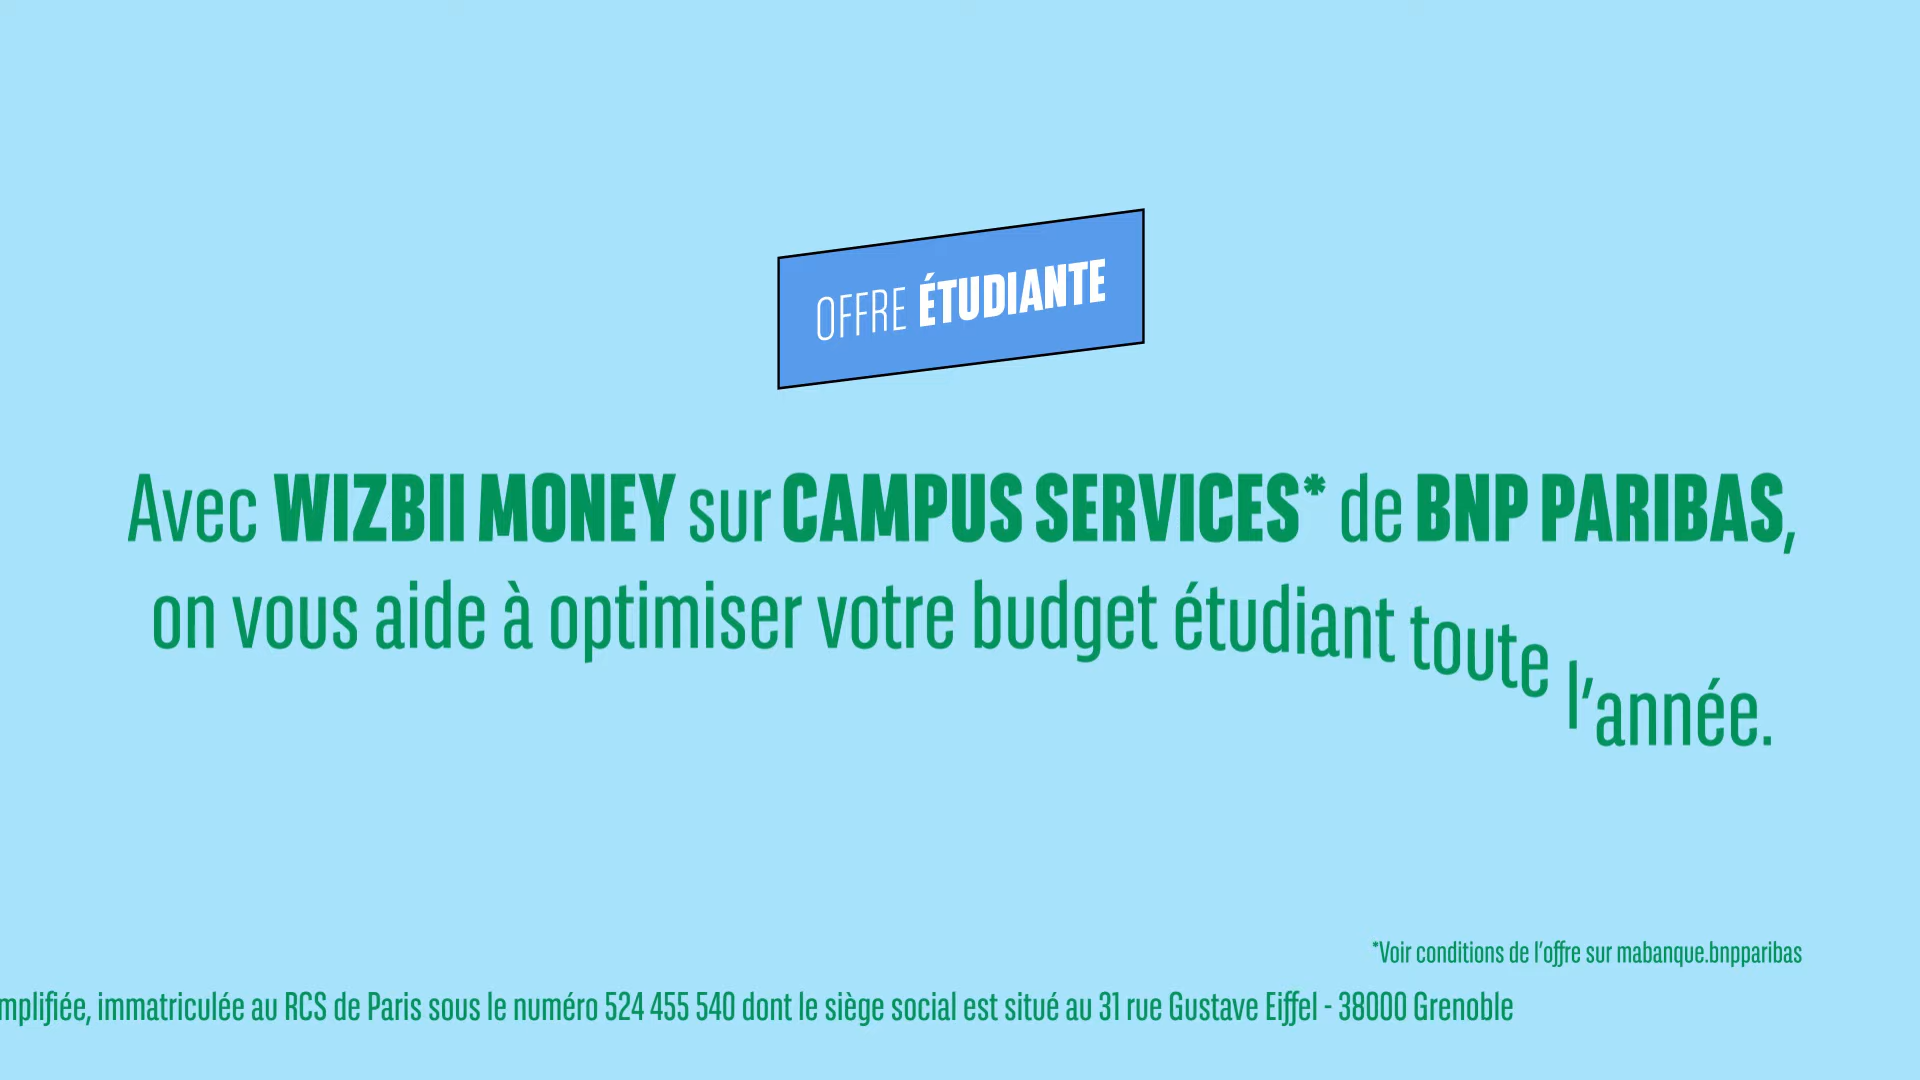 OFFRE ÉTUDIANTE
Avec WIZBII MONEY sur CAMPUS SERVICES* de BNP PARIBAS,
on vous aide à optimiser votre budget étudiant toute l’année.
*Voir conditions de l’offre sur mabanque.bnpparibas
mplifiée, immatriculée au RCS de Paris sous le numéro 524 455 540 dont le siège social est situé au 31 rue Gustave Eiffel - 38000 Grenoble